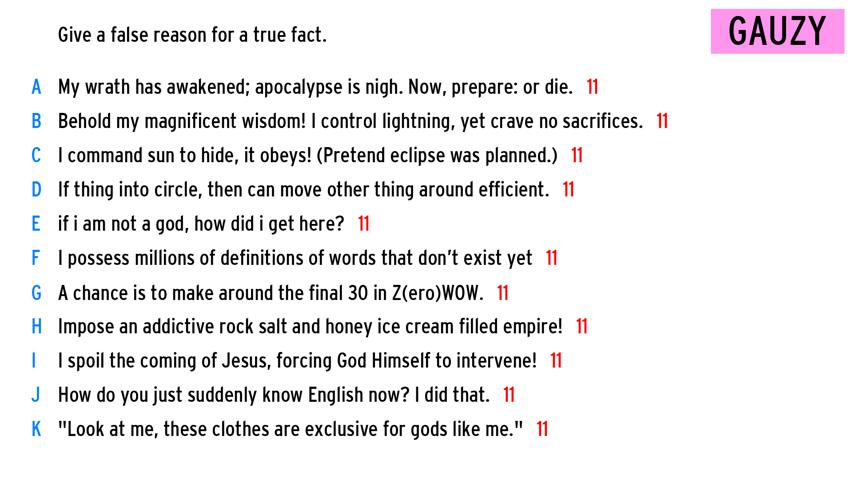 Give a false reason for a true fact.
GAUZY
A My wrath has awakened; apocalypse is nigh. Now, prepare: or die. 11
B Behold my magnificent wisdom! I control lightning, yet crave no sacrifices. 11
C I command sun to hide, it obeys! (Pretend eclipse was planned.) 11
D If thing into circle, then can move other thing around efficient. 11
E if i am not a god, how did i get here? 11
F I possess millions of definitions of words that don't exist yet 11
G A chance is to make around the final 30 in Z(ero)WOW. 11
H Impose an addictive rock salt and honey ice cream filled empire! 11
I I spoil the coming of Jesus, forcing God Himself to intervene! 11
J How do you just suddenly know English now? I did that. 11
K "Look at me, these clothes are exclusive for gods like me." 11